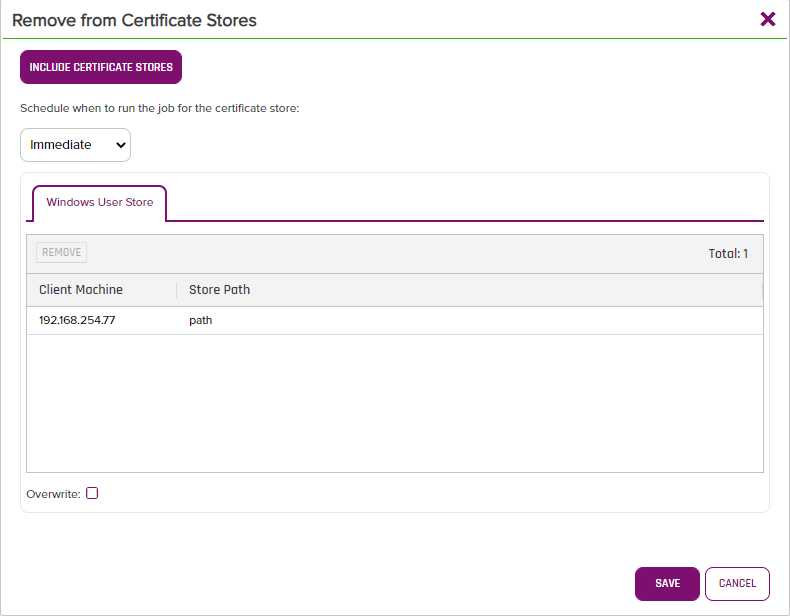 Remove from Certificate Stores
INCLUDE CERTIFICATE STORES
Schedule when to run the job for the certificate store:
Immediate
Windows User Store
REMOVE
Total: 1
Client Machine
Store Path
192.168.254.77
path
Overwrite:
SAVE
CANCEL